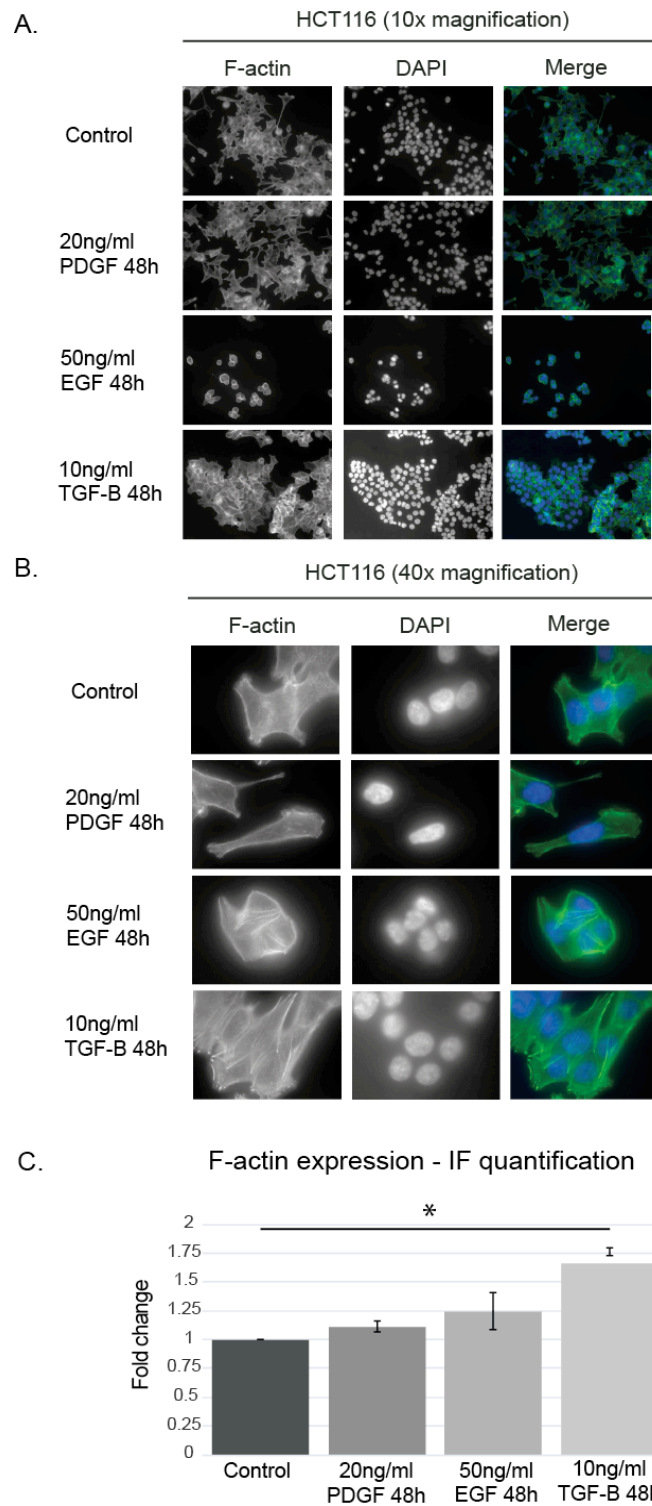 A.
HCT116 (10x magnification)
F-actin DAPI Merge
Control
20ng/ml
PDGF 48h
50ng/ml
EGF 48h
10ng/ml
TGF-B 48h
B.
HCT116 (40x magnification)
F-actin DAPI Merge
Control
20ng/ml
PDGF 48h
50ng/ml
EGF 48h
10ng/ml
TGF-B 48h
C.
F-actin expression - IF quantification
*
Fold change
2
1.75
1.5
1.25
1
0.75
0.5
0.25
0
Control 20ng/ml 50ng/ml 10ng/ml
PDGF 48h EGF 48h TGF-B 48h